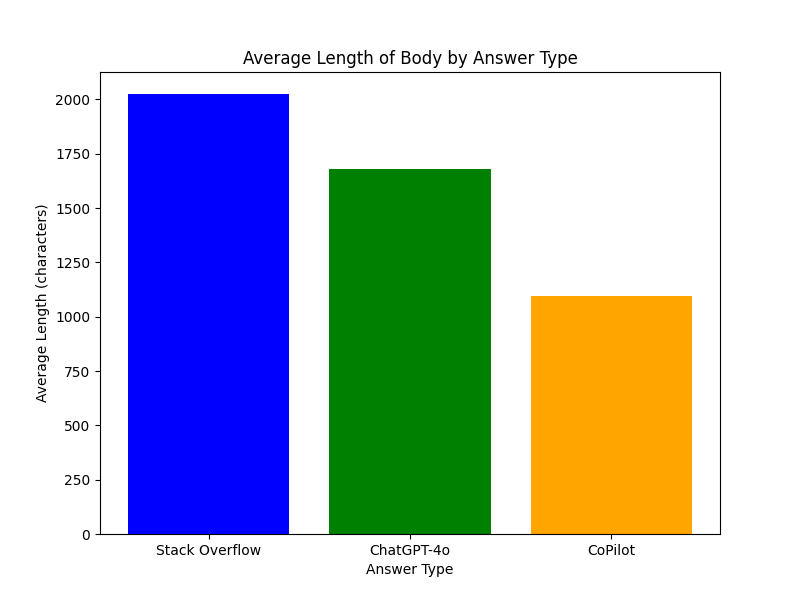 Average Length of Body by Answer Type
Average Length (characters)
2000
1750
1500
1250
1000
750
500
250
0
Stack Overflow
ChatGPT-4o
CoPilot
Answer Type